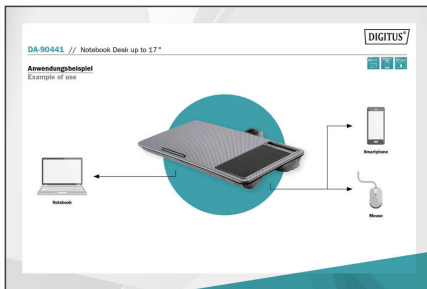 DIGITUS®
DA-90441 // Notebook Desk up to 17"
Anwendungsbeispiel
Example of use
Smartphone
Notebook
Mouse